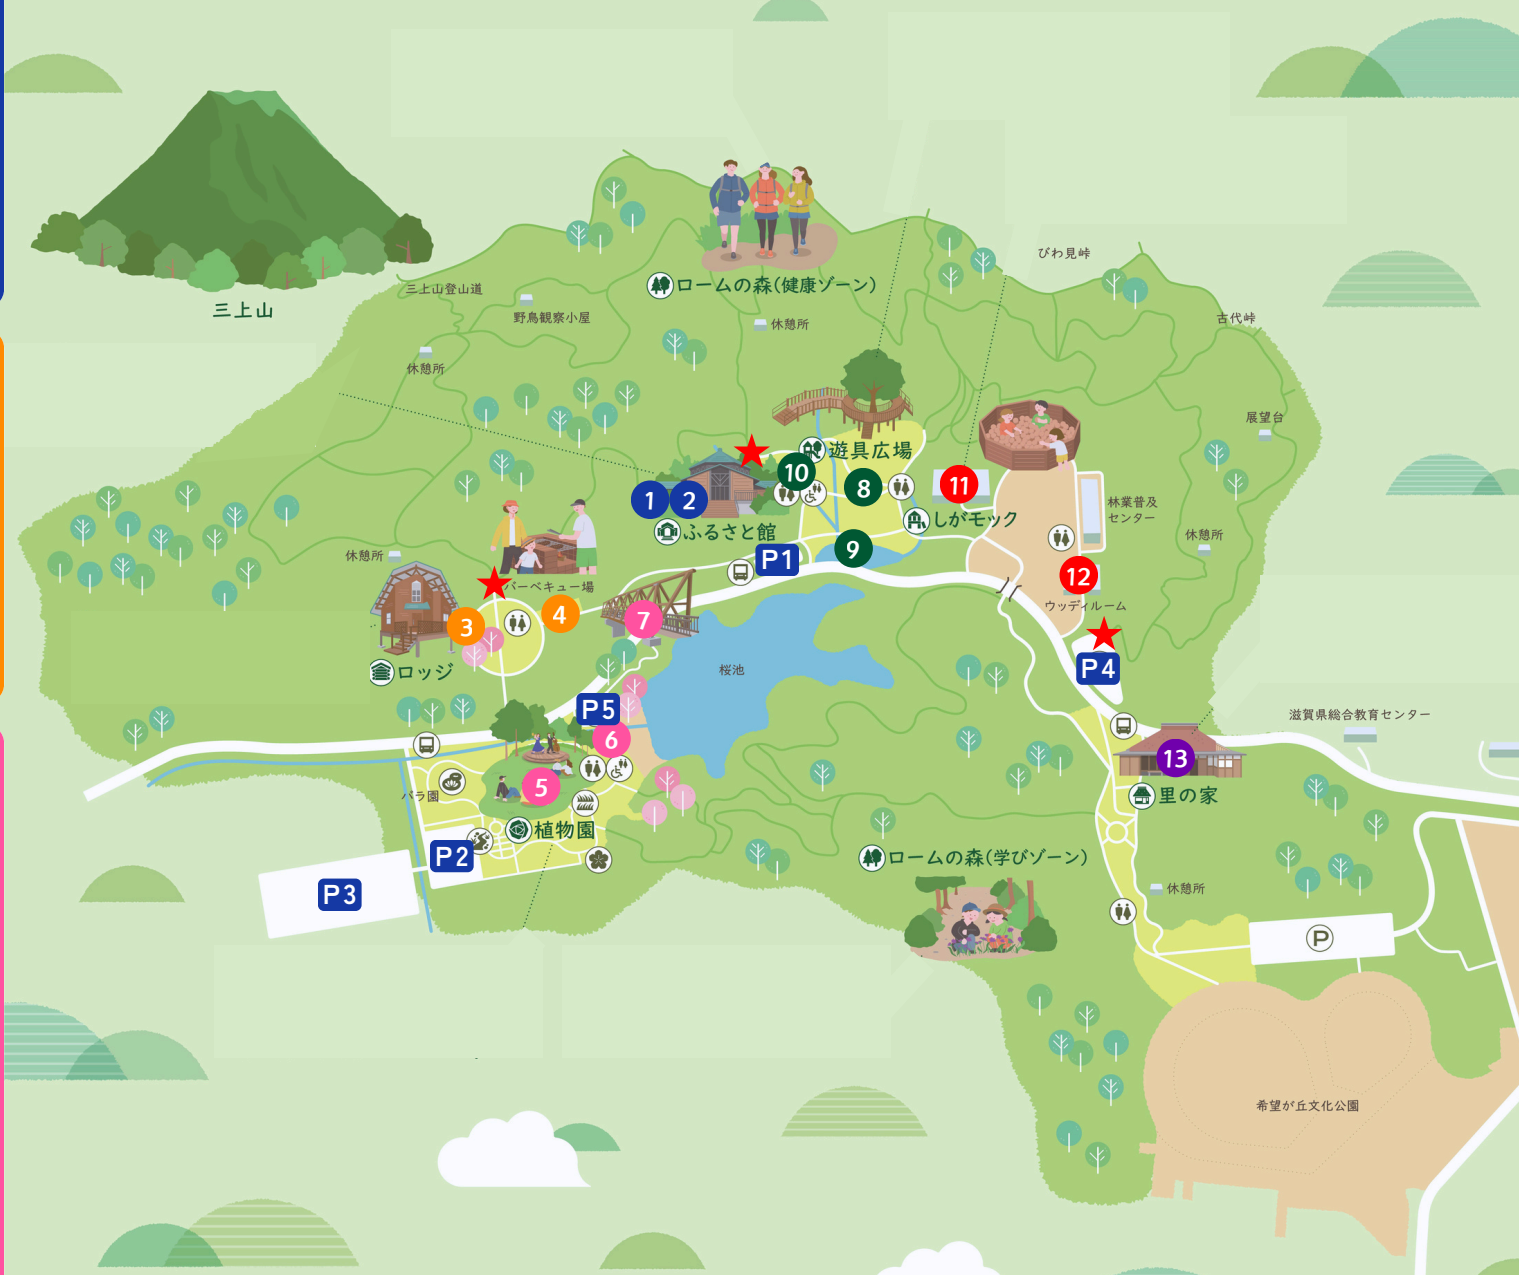 三上山
三上山登山道
野鳥観察小屋
休憩所
ロームの森(健康ゾーン)
休憩所
びわ見峠
古代峠
展望台
遊具広場
10
8
11
1
2
ふるさと館
しがモック
林業普及
センター
休憩所
9
P1
休憩所
バーベキュー場
12
ウッディルーム
3
4
7
ロッジ
桜池
P4
P5
6
滋賀県総合教育センター
13
里の家
5
バラ園
植物園
P2
P3
ロームの森(学びゾーン)
休憩所
P
希望が丘文化公園